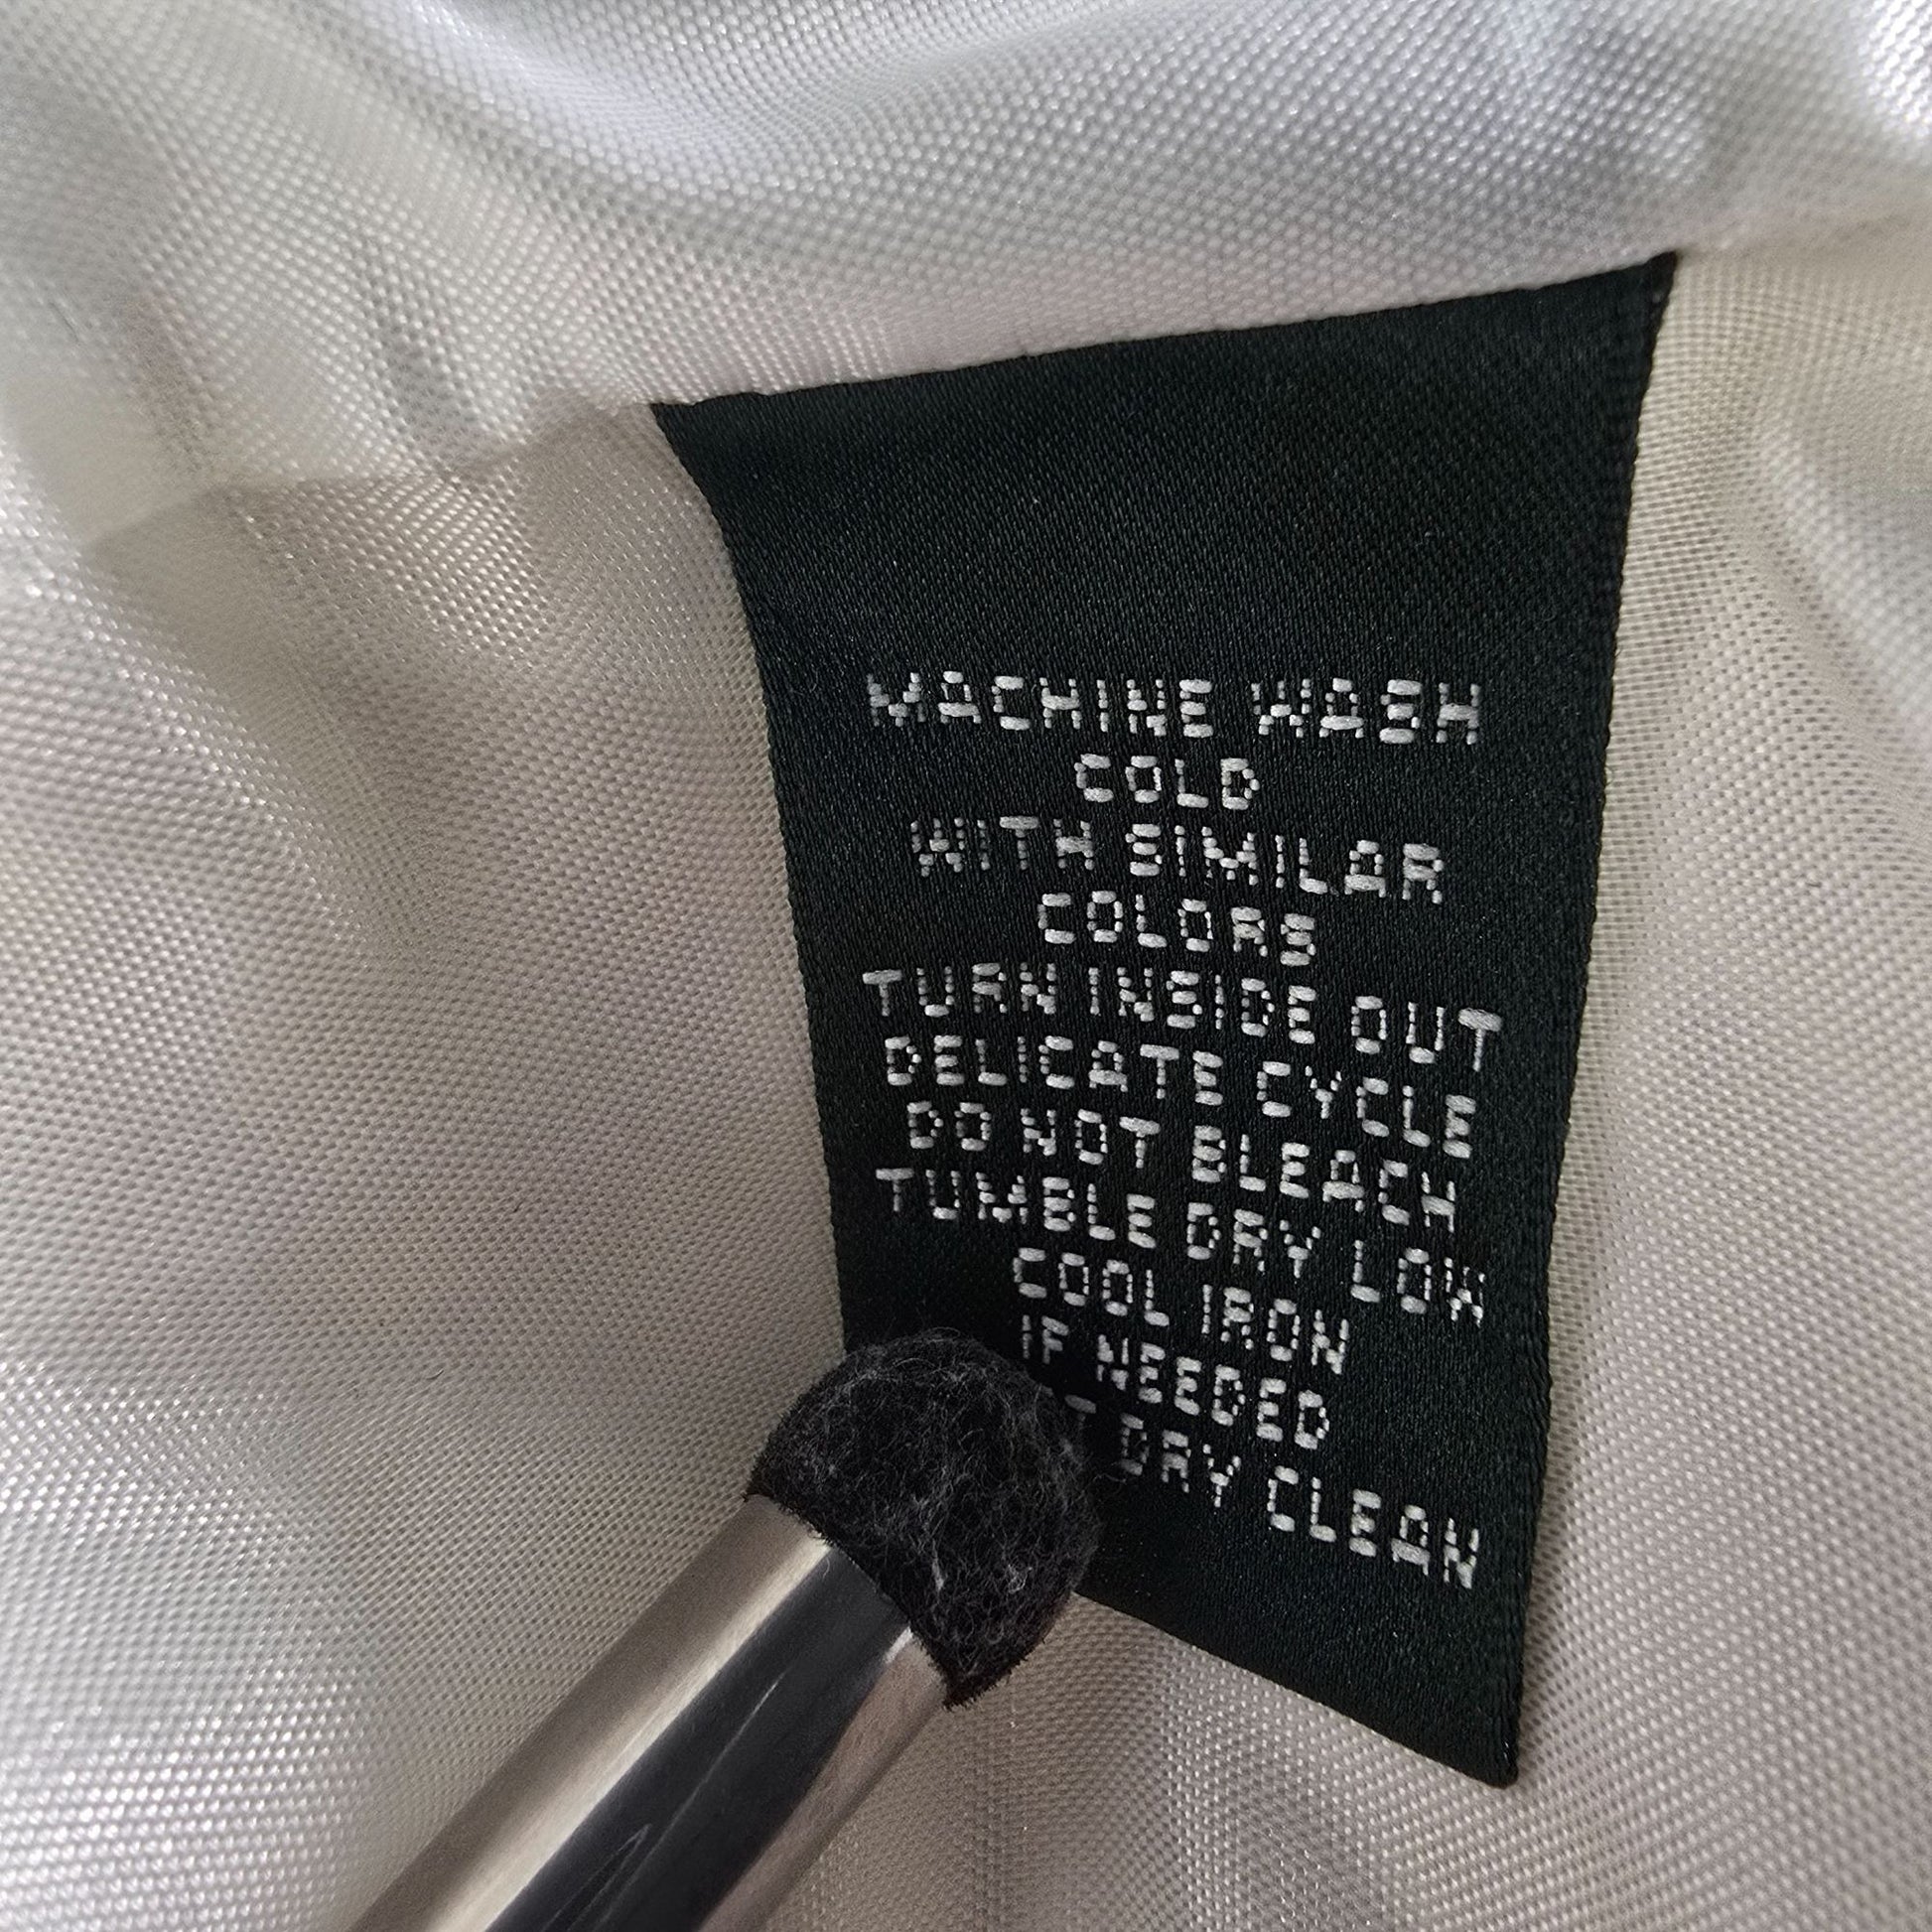 MACHINE WASH
COLD
WITH SIMILAR
COLORS
TURN INSIDE OUT
DELICATE CYCLE
DO NOT BLEACH
TUMBLE DRY LOW
COOL IRON
IF NEEDED
DRY CLEAN